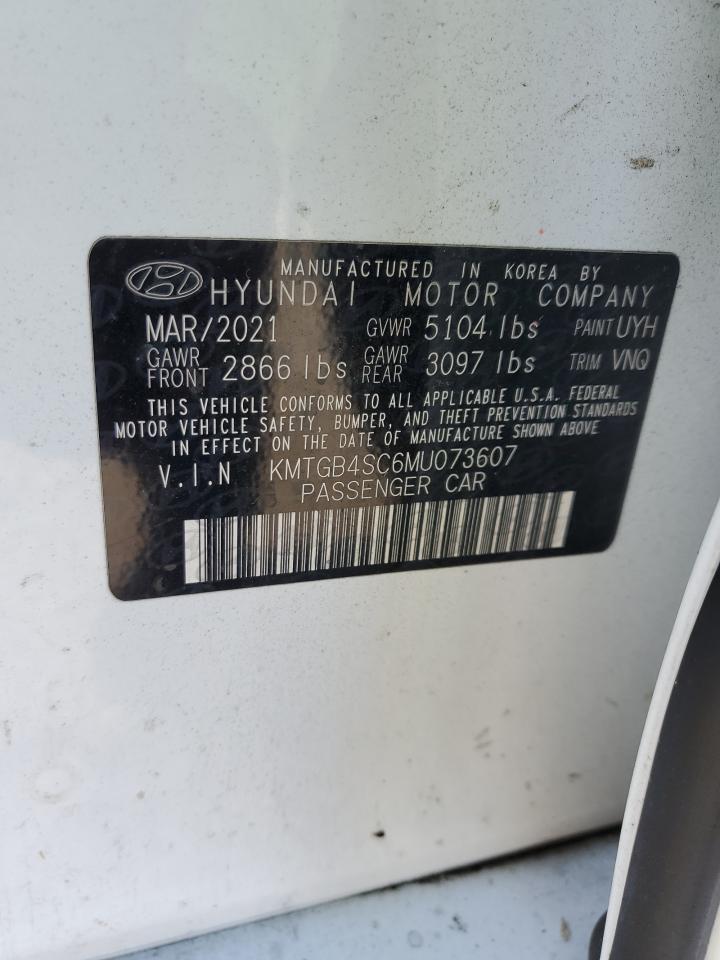 MANUFACTURED IN KOREA BY
HYUNDAI MOTOR COMPANY
MAR/2021 GVWR 5104 lbs PAINT UYH
GAWR FRONT 2866 lbs GAWR REAR 3097 lbs TRIM VNQ
THIS VEHICLE CONFORMS TO ALL APPLICABLE U.S.A. FEDERAL
MOTOR VEHICLE SAFETY, BUMPER, AND THEFT PREVENTION STANDARDS
IN EFFECT ON THE DATE OF MANUFACTURE SHOWN ABOVE.
V.I.N KMTGB4SC6MU073607
PASSENGER CAR